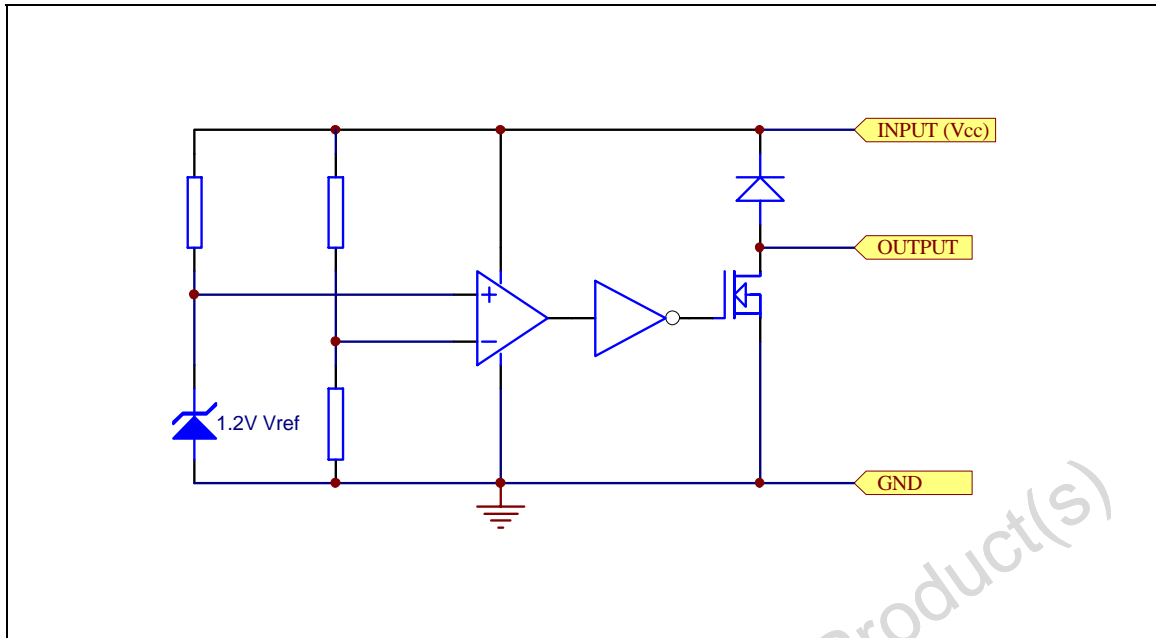 INPUT (Vcc)
OUTPUT
+
−
1.2V Vref
GND
Product(s)